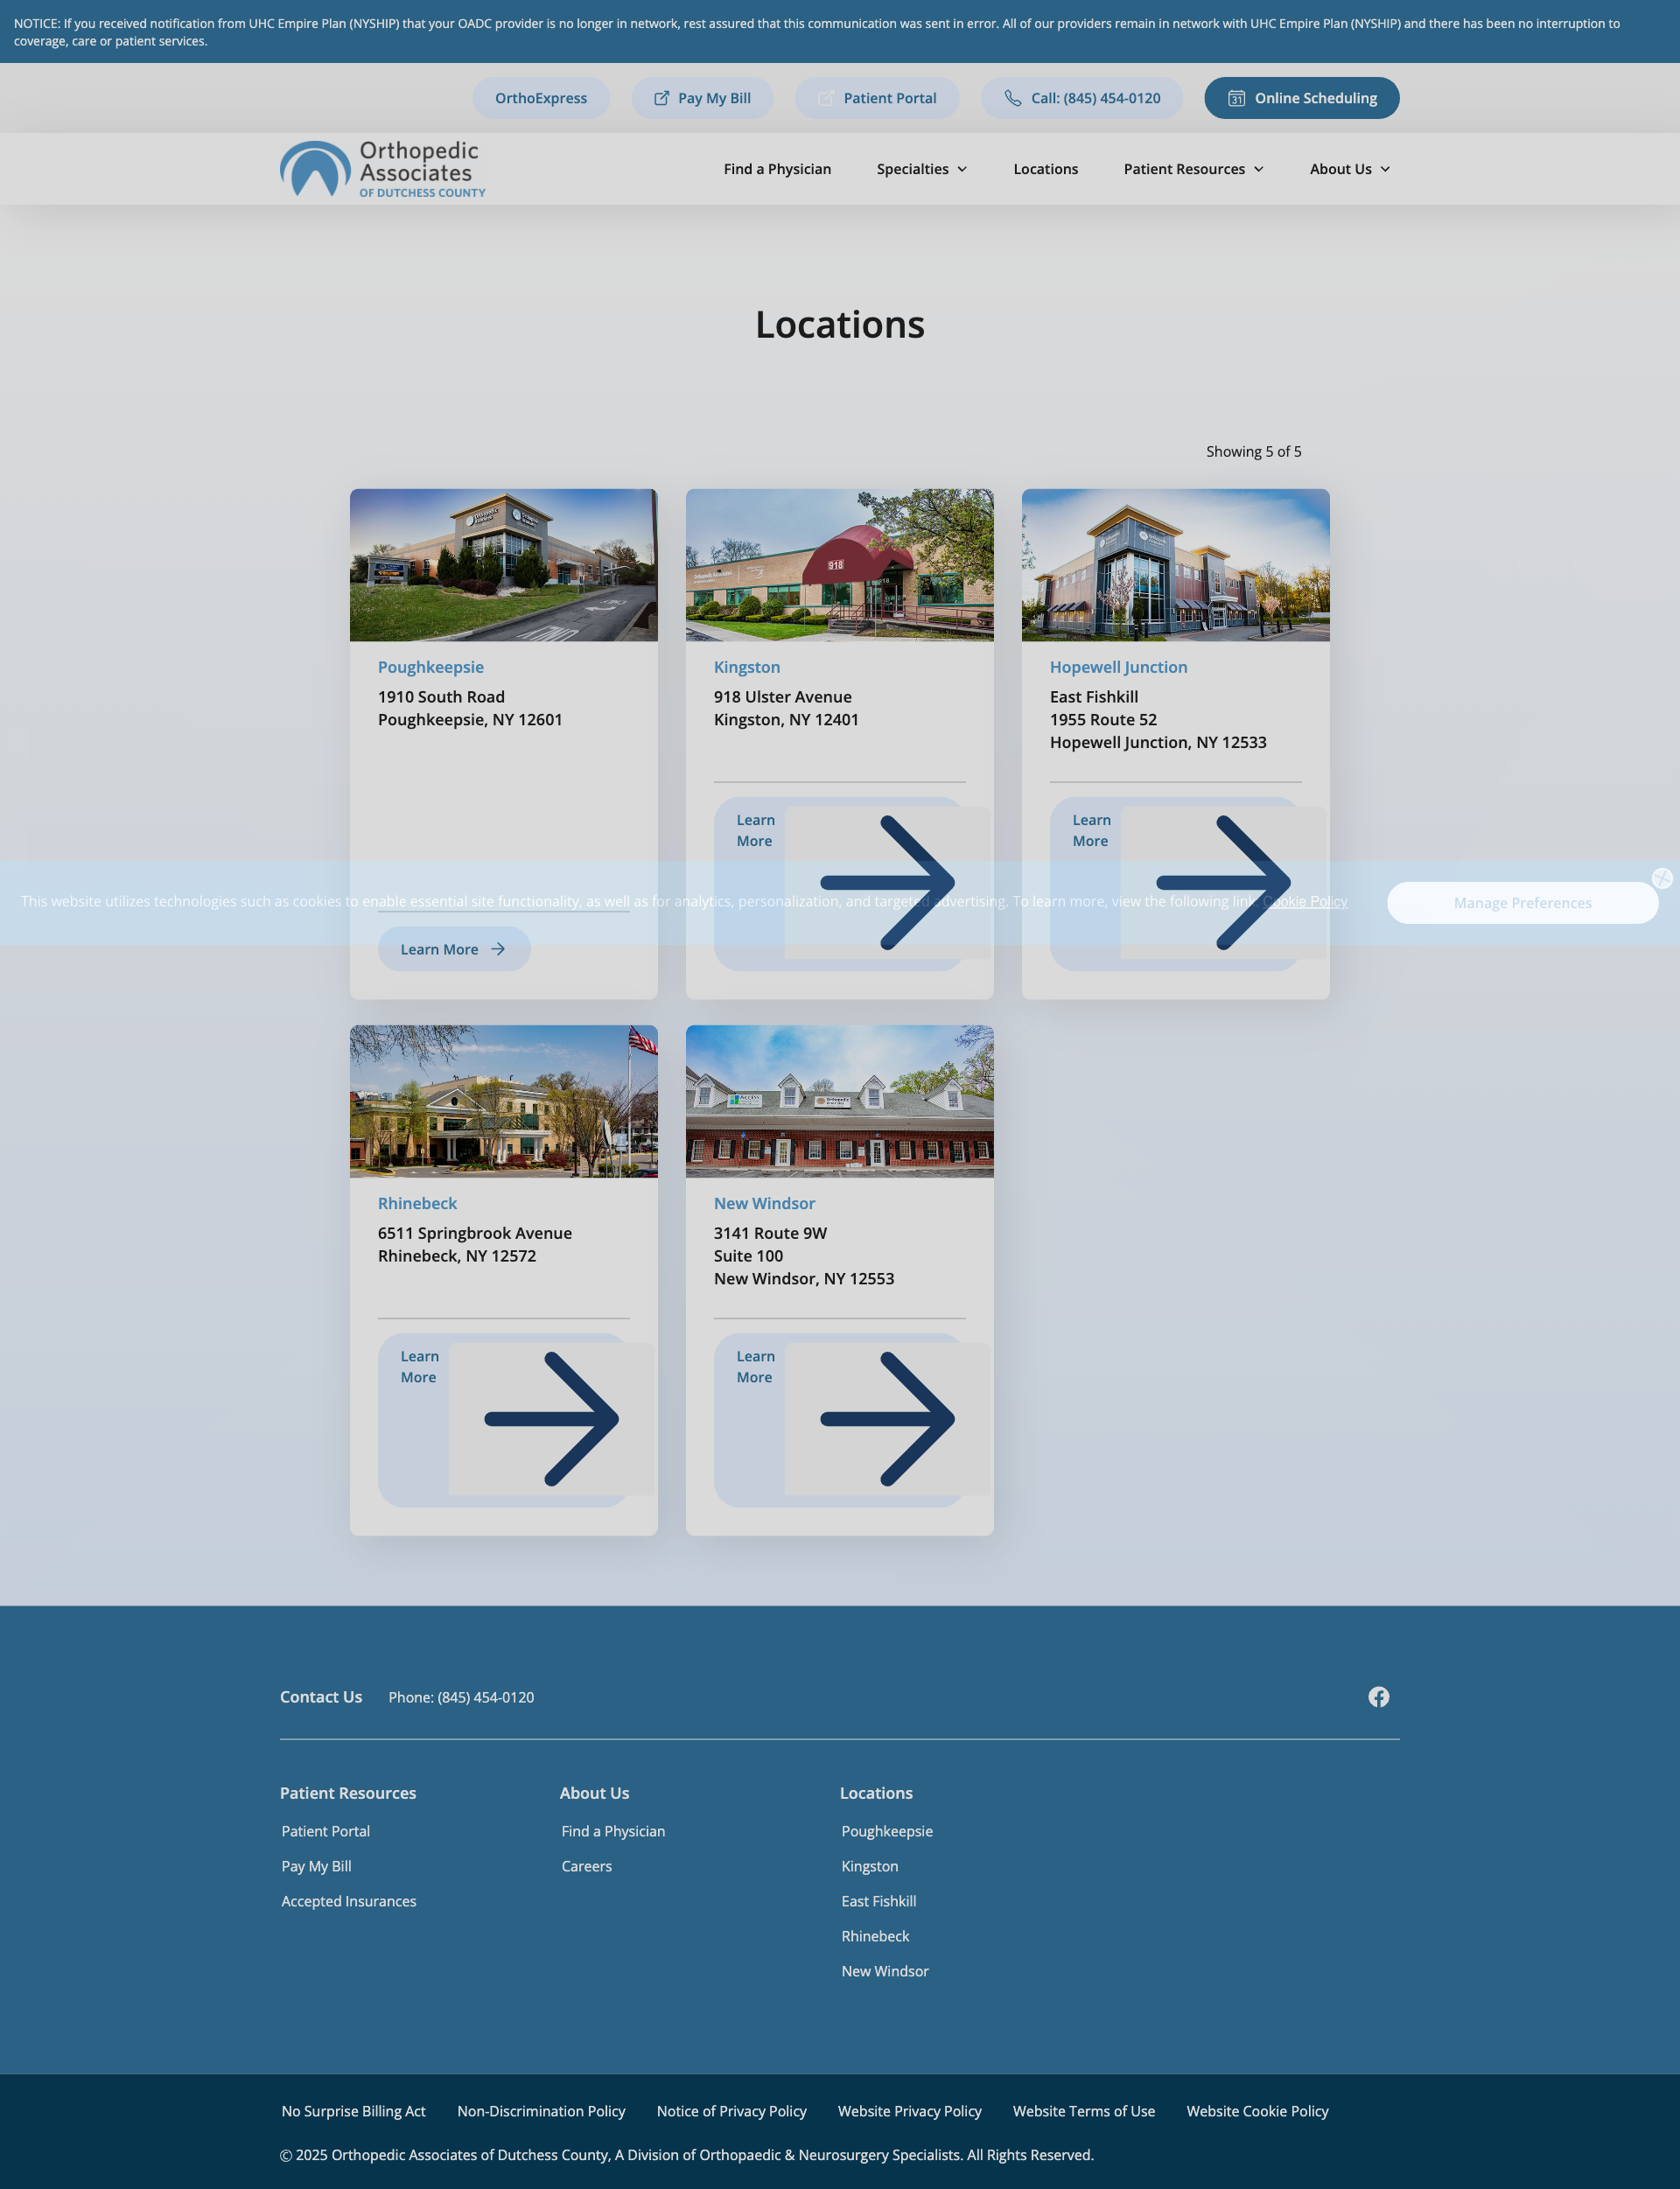 NOTICE: If you received notification from UHC Empire Plan (NYSHIP) that your OADC provider is no longer in network, rest assured that this communication was sent in error. All of our providers remain in network with UHC Empire Plan (NYSHIP) and there has been no interruption to
coverage, care or patient services.
OrthoExpress
Pay My Bill
Patient Portal
Call: (845) 454-0120
31
Online Scheduling
Orthopedic
Associates
OF DUTCHESS COUNTY
Find a Physician
Specialties
Locations
Patient Resources
About Us
Locations
Showing 5 of 5
Poughkeepsie
1910 South Road
Poughkeepsie, NY 12601
Learn More
918
Kingston
918 Ulster Avenue
Kingston, NY 12401
Learn
More
Hopewell Junction
East Fishkill
1955 Route 52
Hopewell Junction, NY 12533
Learn
More
This website utilizes technologies such as cookies to enable essential site functionality, as well as for analytics, personalization, and targeted advertising. To learn more, view the following link: Cookie Policy
Manage Preferences
Rhinebeck
6511 Springbrook Avenue
Rhinebeck, NY 12572
Learn
More
New Windsor
3141 Route 9W
Suite 100
New Windsor, NY 12553
Learn
More
Contact Us
Phone: (845) 454-0120
Patient Resources
Patient Portal
Pay My Bill
Accepted Insurances
About Us
Find a Physician
Careers
Locations
Poughkeepsie
Kingston
East Fishkill
Rhinebeck
New Windsor
No Surprise Billing Act
Non-Discrimination Policy
Notice of Privacy Policy
Website Privacy Policy
Website Terms of Use
Website Cookie Policy
© 2025 Orthopedic Associates of Dutchess County, A Division of Orthopaedic & Neurosurgery Specialists. All Rights Reserved.